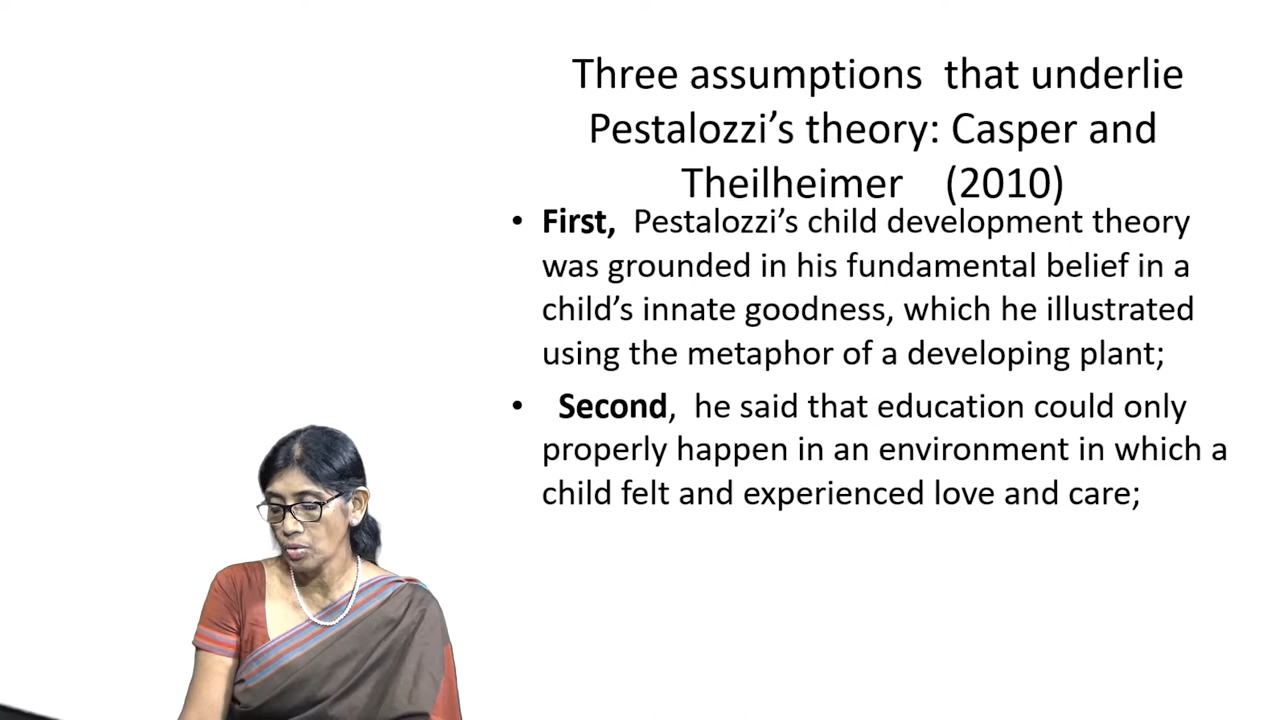 Three assumptions that underlie
Pestalozzi’s theory: Casper and
Theilheimer (2010)
• First, Pestalozzi’s child development theory
was grounded in his fundamental belief in a
child’s innate goodness, which he illustrated
using the metaphor of a developing plant;
• Second, he said that education could only
properly happen in an environment in which a
child felt and experienced love and care;